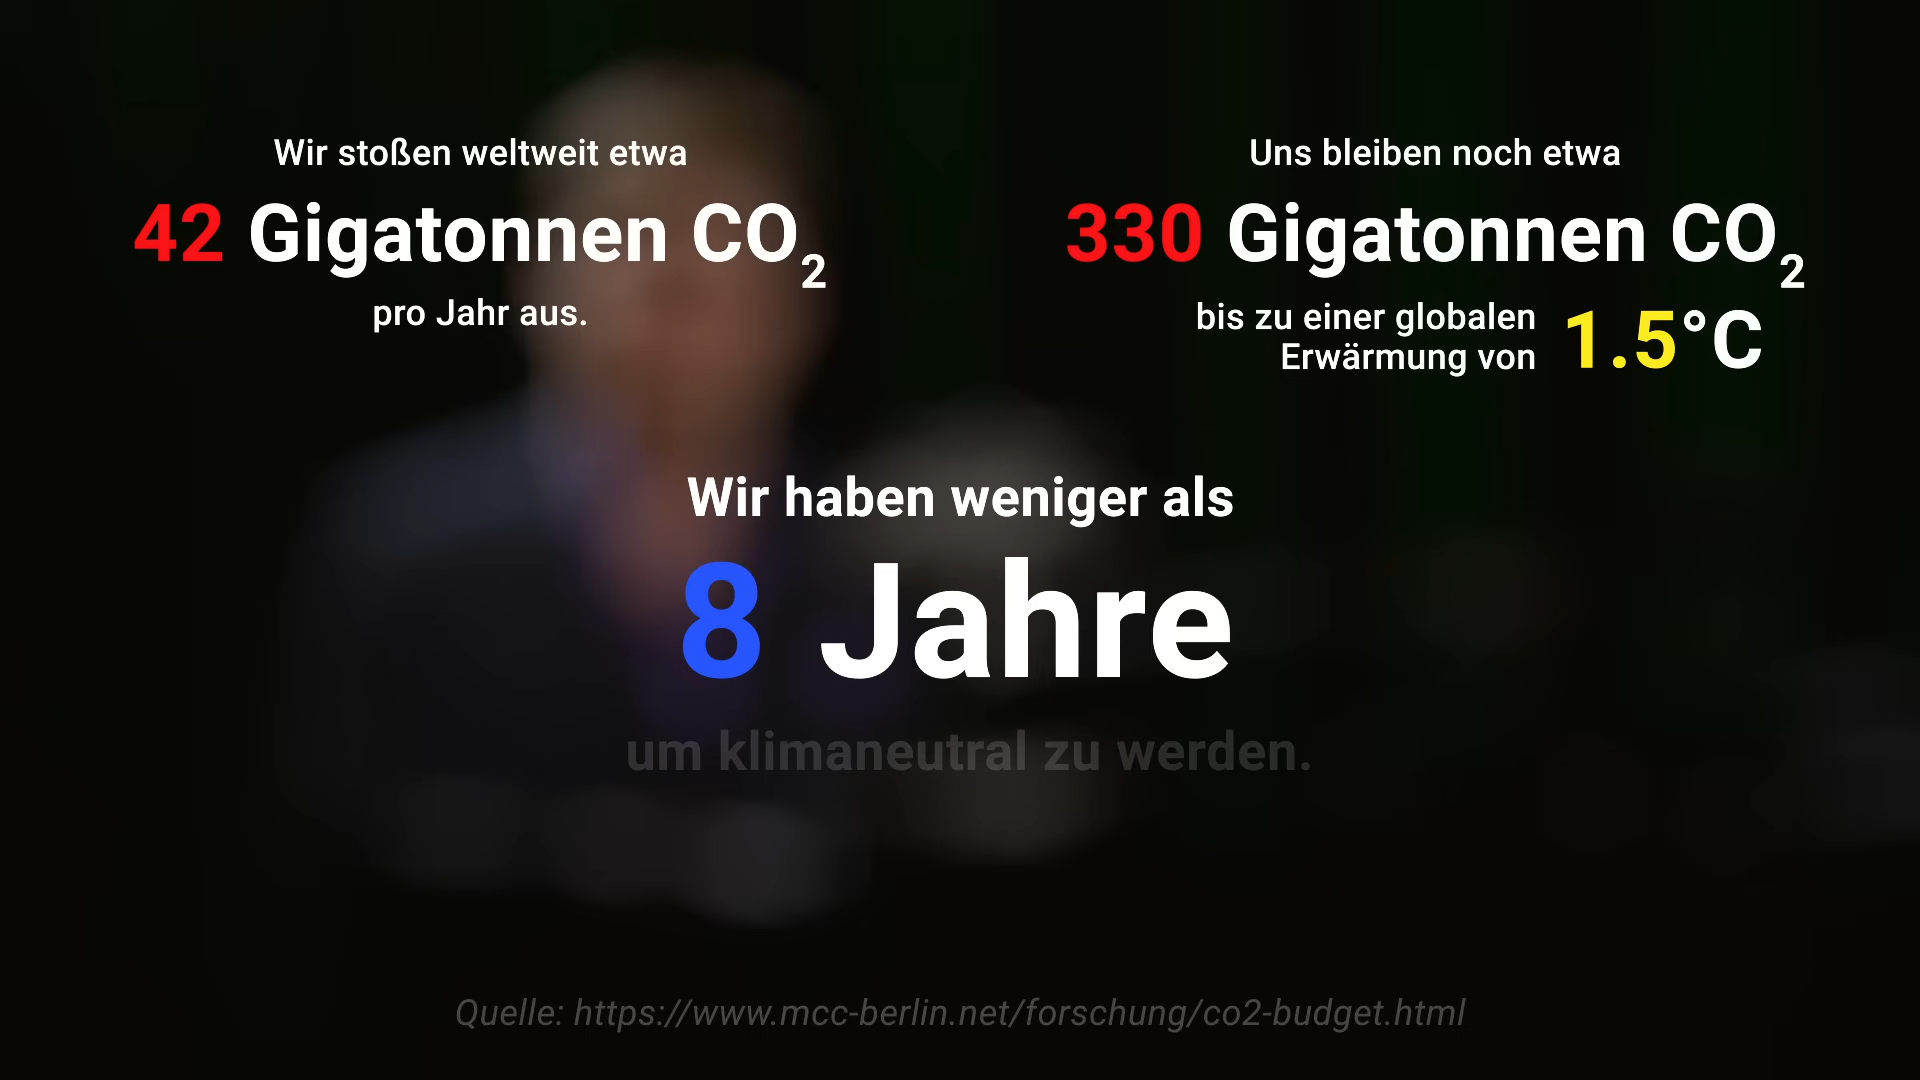 Wir stoßen weltweit etwa
42 Gigatonnen CO₂
pro Jahr aus.
Uns bleiben noch etwa
330 Gigatonnen CO₂
bis zu einer globalen
Erwärmung von 1.5°C
Wir haben weniger als
8 Jahre
um klimaneutral zu werden.
Quelle: https://www.mcc-berlin.net/forschung/co2-budget.html